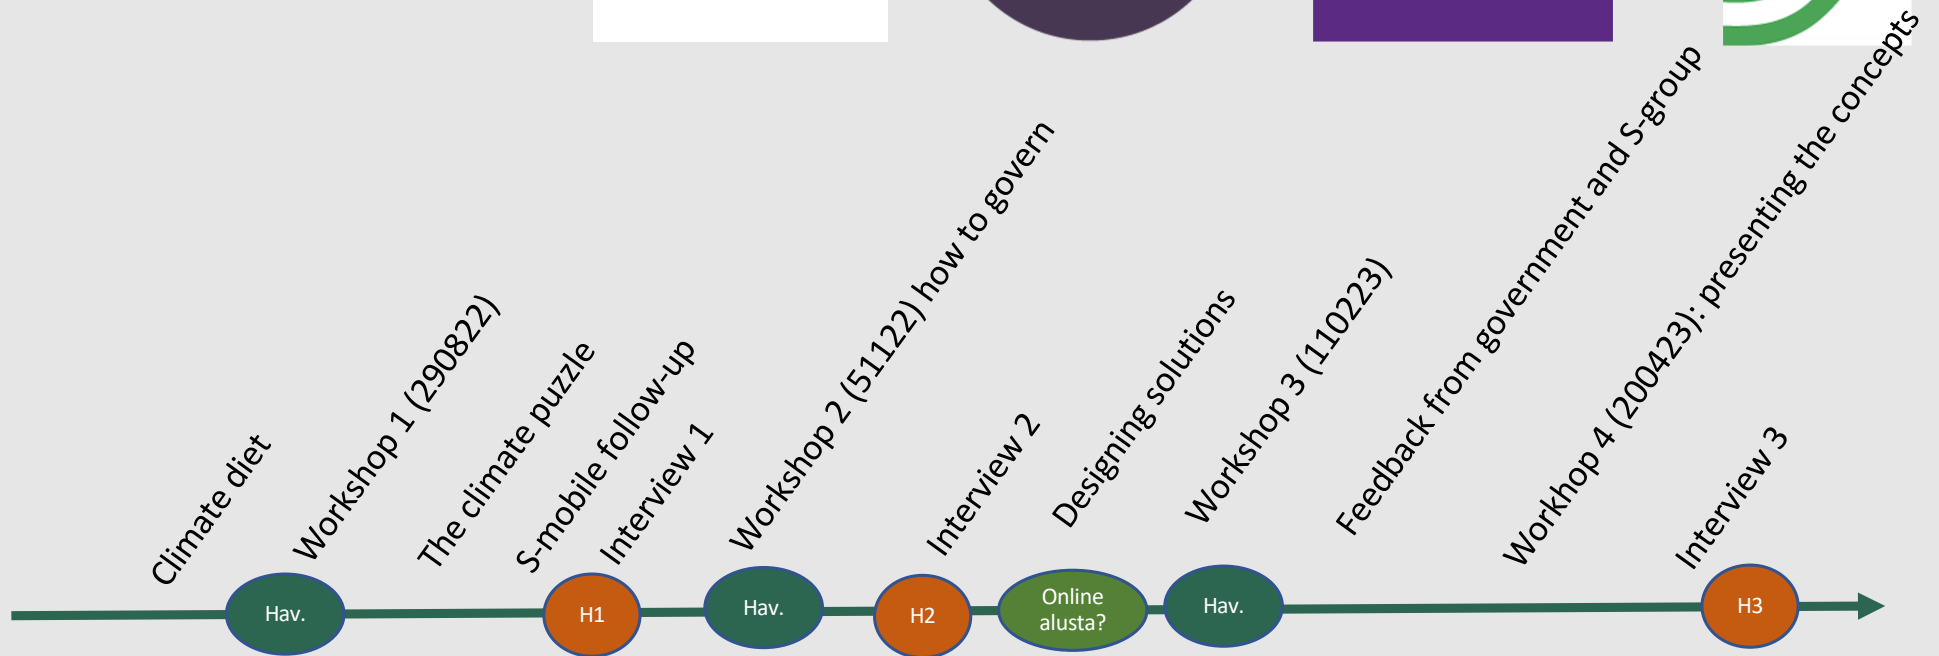 Climate diet
Workshop 1 (290822)
The climate puzzle
S-mobile follow-up
Interview 1
Workshop 2 (51122) how to govern
Interview 2
Designing solutions
Workshop 3 (110223)
Feedback from government and S-group
Workhop 4 (200423): presenting the concepts
Interview 3
Hav.
H1
Hav.
H2
Online
alusta?
Hav.
H3